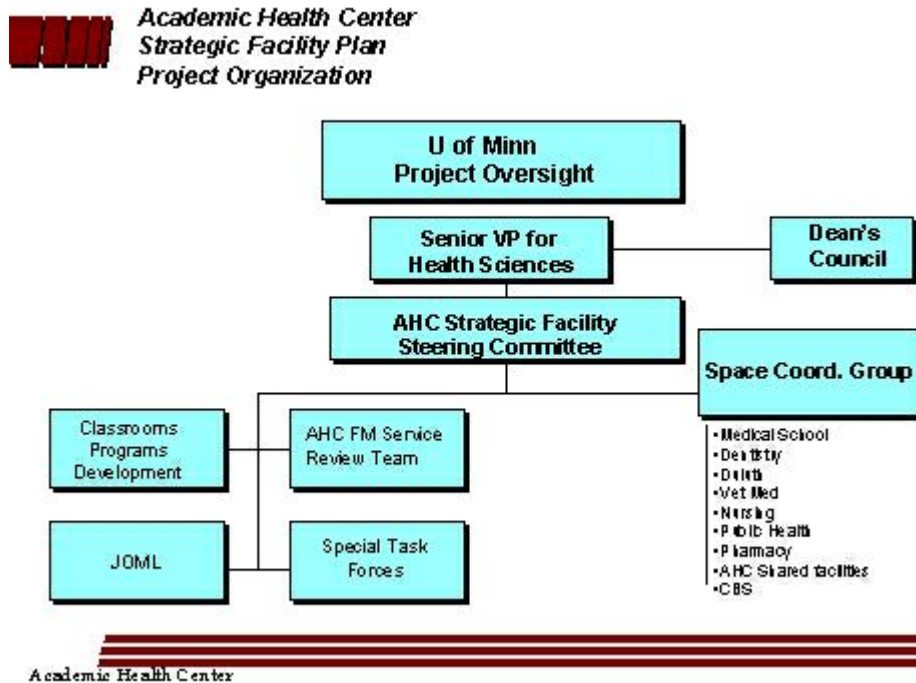 Academic Health Center
Strategic Facility Plan
Project Organization
U of Minn
Project Oversight
Senior VP for
Health Sciences
Dean's
Council
AHC Strategic Facility
Steering Committee
Space Coord. Group
Classrooms
Programs
Development
AHC FM Service
Review Team
JOML
Special Task
Forces
•Medical School
•Dentistry
•Duluth
•Vet Med
•Nursing
•Public Health
•Pharmacy
•AHC Shared facilities
•CBS
Academic Health Center